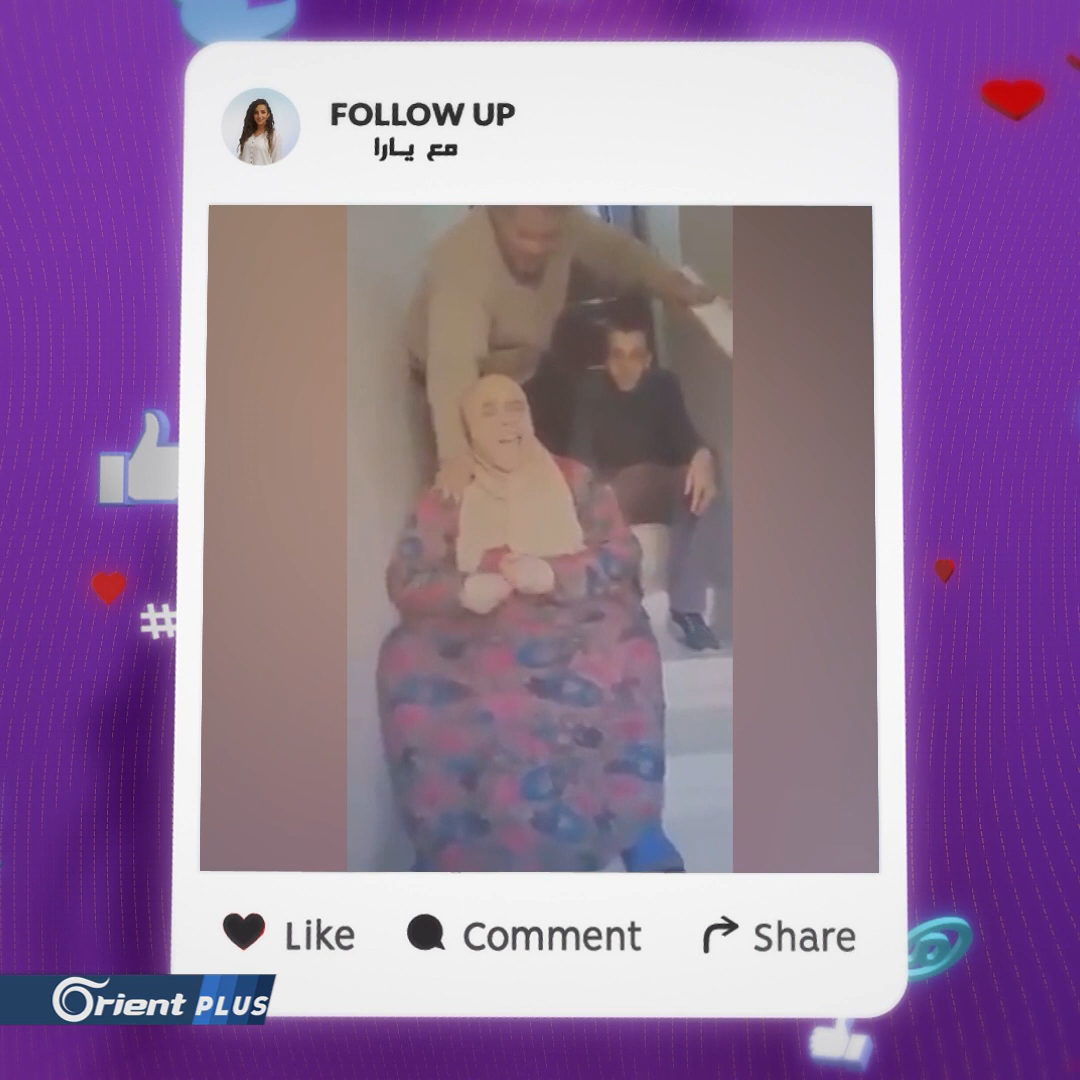 FOLLOW UP
مع يارا
#
Like
Comment
Share
Orient PLUS